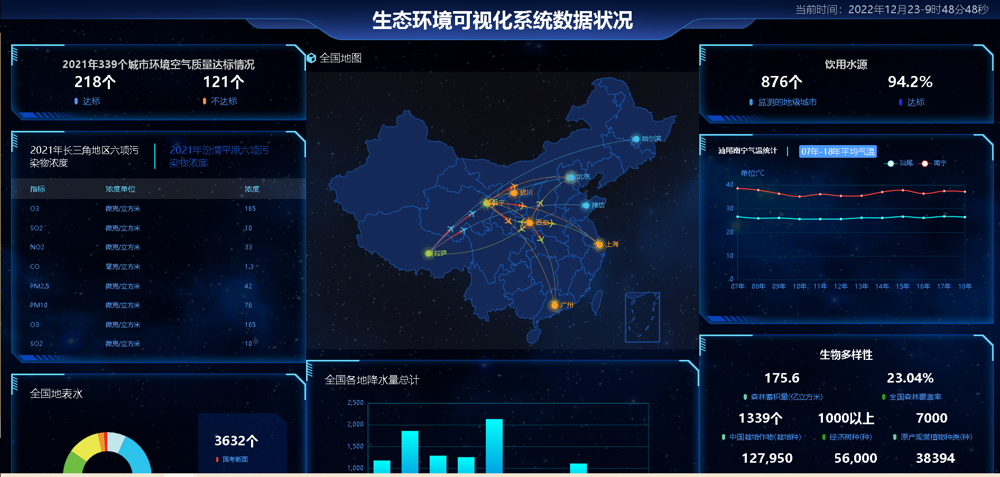 生态环境可视化系统数据状况
当前时间：2022年12月23-9时48分48秒
2021年339个城市环境空气质量达标情况
218个 121个
达标 不达标
2021年长三角地区六项污
染物浓度
2021年汾渭平原六项污
染物浓度
指标 浓度单位 浓度
O3 微克/立方米 165
SO2 微克/立方米 10
NO2 微克/立方米 33
CO 毫克/立方米 1.3
PM2.5 微克/立方米 42
PM10 微克/立方米 76
O3 微克/立方米 165
SO2 微克/立方米 10
全国地表水
3632个
国考断面
全国地图
哈尔滨
北京
银川
西宁
潍坊
西安
上海
拉萨
广州
全国各地降水量总计
2,500
2,000
1,500
1,000
饮用水源
876个 94.2%
监测的地级城市 达标
汕尾南宁气温统计
07年-18年平均气温
汕尾 南宁
单位:°C
40
30
20
10
0
07年 08年 09年 10年 11年 12年 13年 14年 15年 16年 17年 18年
生物多样性
175.6 23.04%
森林蓄积量(亿立方米) 全国森林覆盖率
1339个 1000以上 7000
中国栽培作物(栽培种) 经济树种(种) 原产观赏植物种类(种)
127,950 56,000 38394